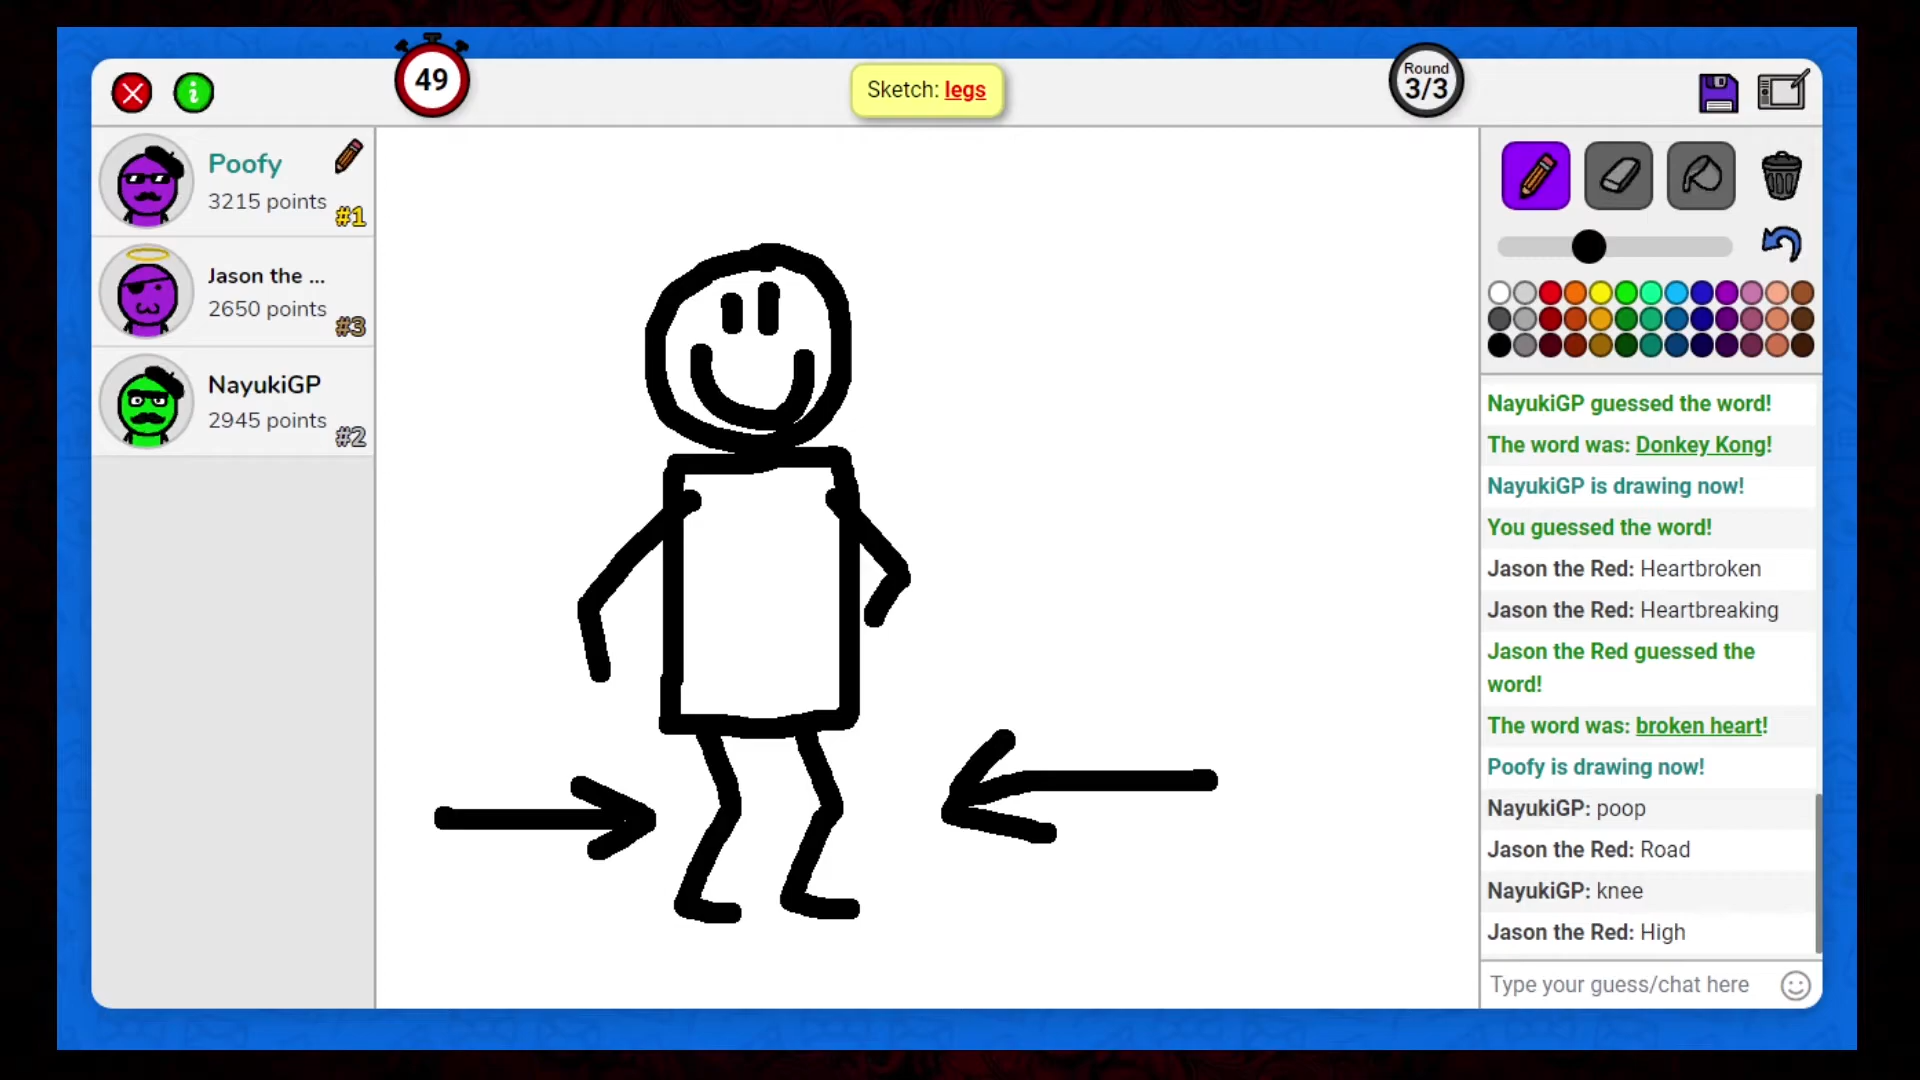 49
Sketch: legs
Round
3/3
Poofy
3215 points
#1
Jason the ...
2650 points
#3
NayukiGP
2945 points
#2
NayukiGP guessed the word!
The word was: Donkey Kong!
NayukiGP is drawing now!
You guessed the word!
Jason the Red: Heartbroken
Jason the Red: Heartbreaking
Jason the Red guessed the
word!
The word was: broken heart!
Poofy is drawing now!
NayukiGP: poop
Jason the Red: Road
NayukiGP: knee
Jason the Red: High
Type your guess/chat here